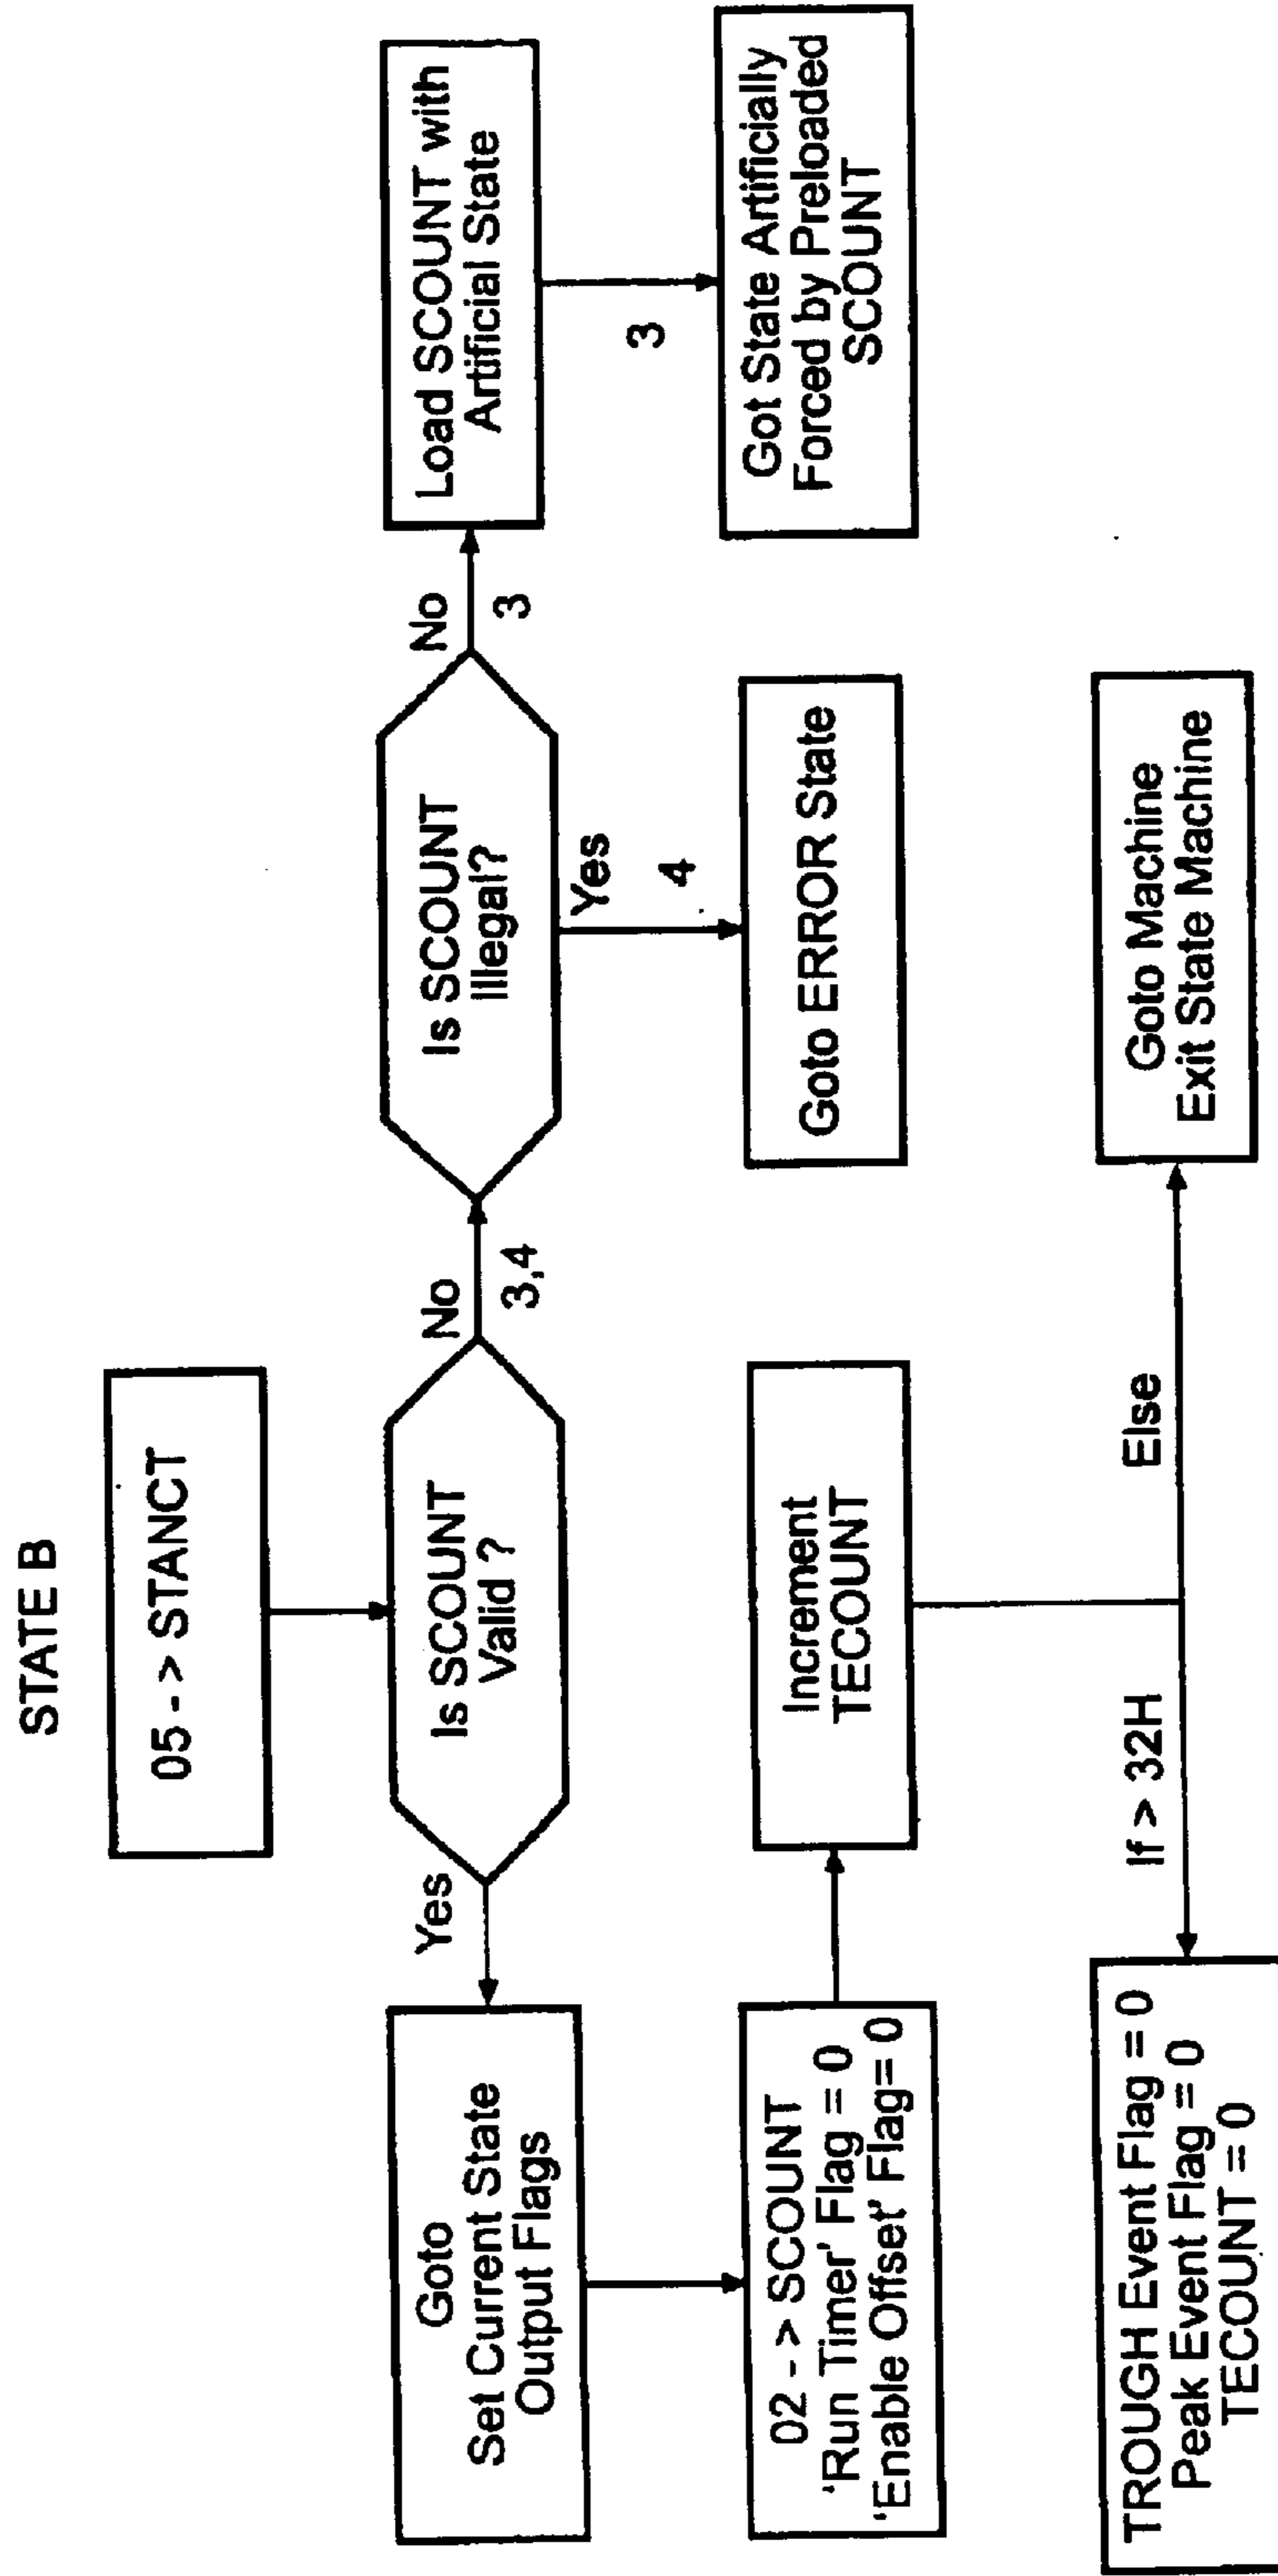 STATE B
05 - > STANCT
Is SCOUNT
Valid ?
Yes
No
3,4
Goto
Set Current State
Output Flags
Is SCOUNT
Illegal?
No
3
Yes
4
Load SCOUNT with
Artificial State
3
02 - > SCOUNT
'Run Timer' Flag = 0
'Enable Offset' Flag= 0
Increment
TECOUNT
Goto ERROR State
Got State Artificially
Forced by Preloaded
SCOUNT
If > 32H
Else
TROUGH Event Flag = 0
Peak Event Flag = 0
TECOUNT = 0
Goto Machine
Exit State Machine